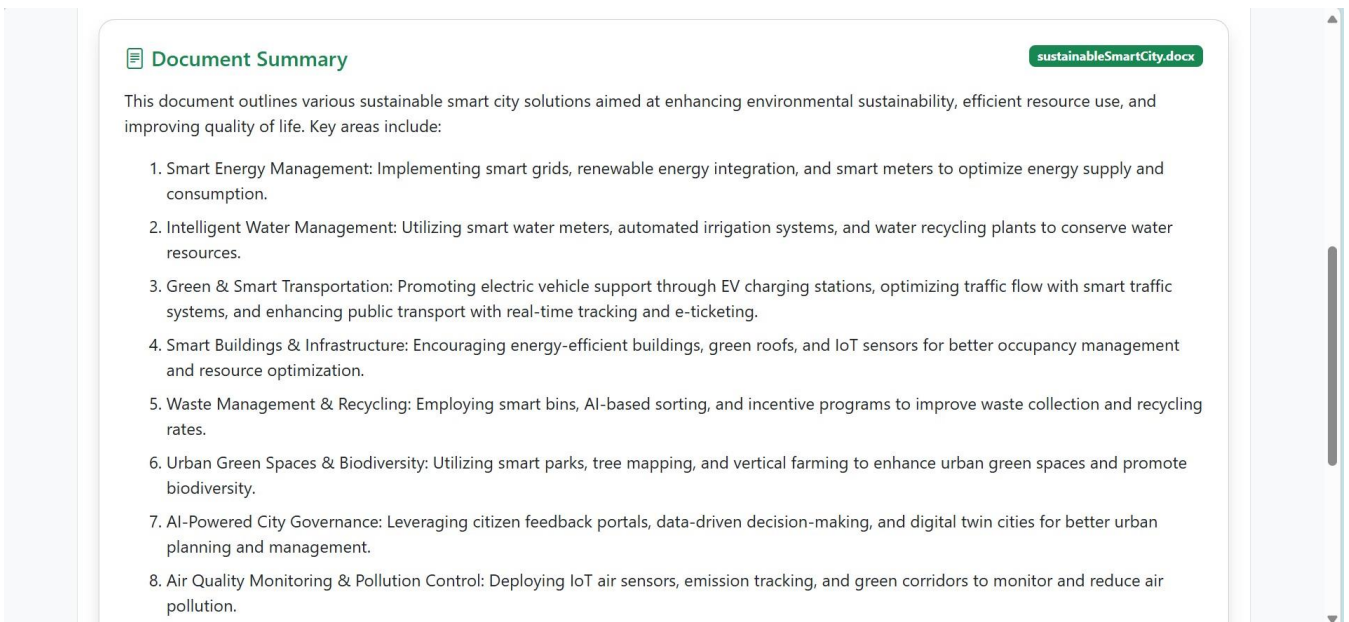 Document Summary
sustainableSmartCity.docx
This document outlines various sustainable smart city solutions aimed at enhancing environmental sustainability, efficient resource use, and
improving quality of life. Key areas include:
1. Smart Energy Management: Implementing smart grids, renewable energy integration, and smart meters to optimize energy supply and
consumption.
2. Intelligent Water Management: Utilizing smart water meters, automated irrigation systems, and water recycling plants to conserve water
resources.
3. Green & Smart Transportation: Promoting electric vehicle support through EV charging stations, optimizing traffic flow with smart traffic
systems, and enhancing public transport with real-time tracking and e-ticketing.
4. Smart Buildings & Infrastructure: Encouraging energy-efficient buildings, green roofs, and IoT sensors for better occupancy management
and resource optimization.
5. Waste Management & Recycling: Employing smart bins, AI-based sorting, and incentive programs to improve waste collection and recycling
rates.
6. Urban Green Spaces & Biodiversity: Utilizing smart parks, tree mapping, and vertical farming to enhance urban green spaces and promote
biodiversity.
7. AI-Powered City Governance: Leveraging citizen feedback portals, data-driven decision-making, and digital twin cities for better urban
planning and management.
8. Air Quality Monitoring & Pollution Control: Deploying IoT air sensors, emission tracking, and green corridors to monitor and reduce air
pollution.